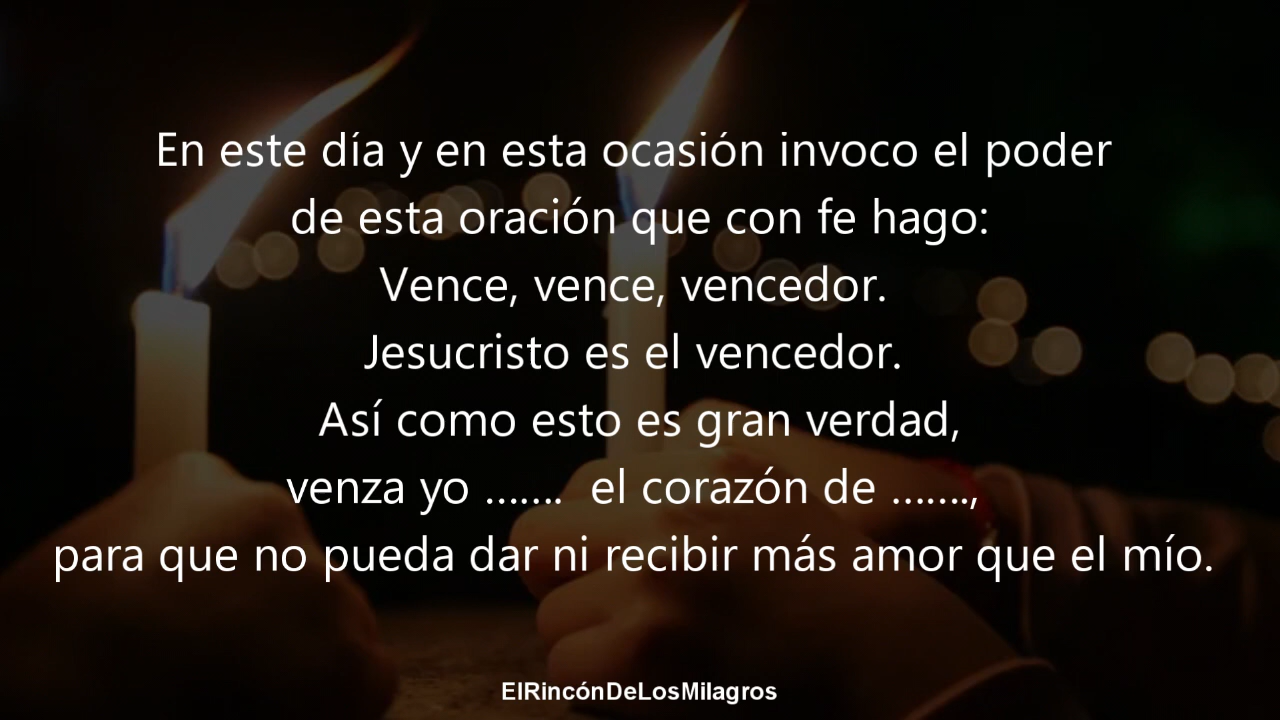 En este día y en esta ocasión invoco el poder
de esta oración que con fe hago:
Vence, vence, vencedor.
Jesucristo es el vencedor.
Así como esto es gran verdad,
venza yo ……. el corazón de …….,
para que no pueda dar ni recibir más amor que el mío.
ElRincónDeLosMilagros